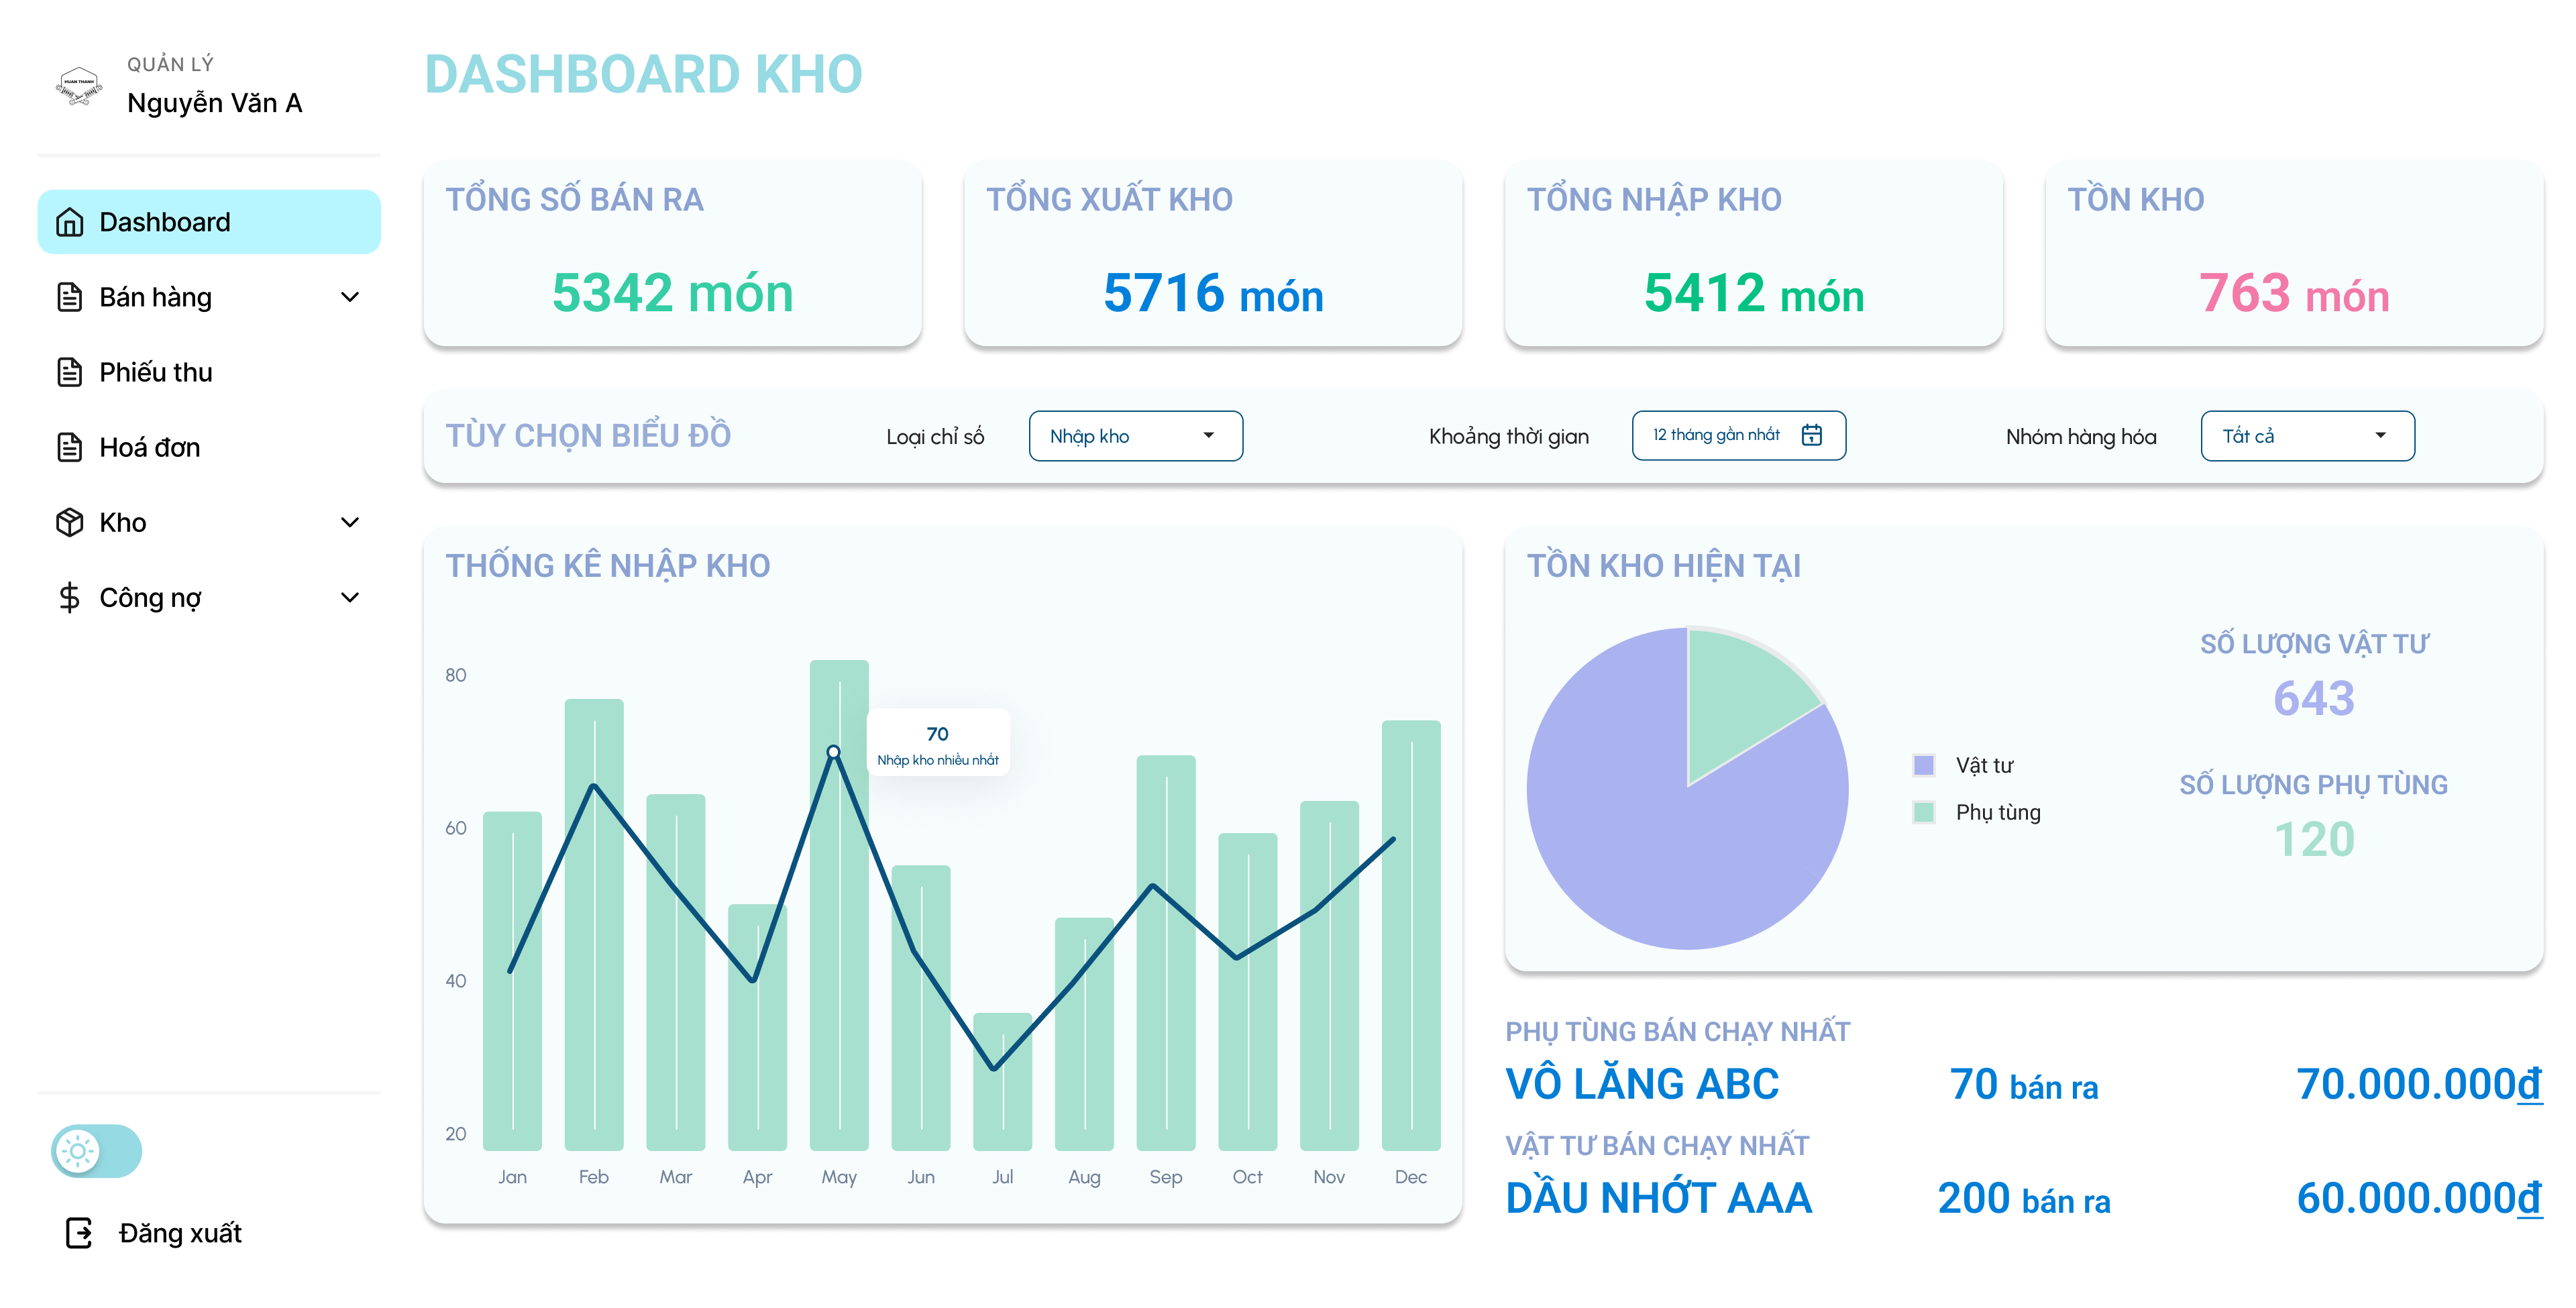 HUAN THANH
QUẢN LÝ
Nguyễn Văn A
Dashboard
Bán hàng
Phiếu thu
Hoá đơn
Kho
Công nợ
Đăng xuất
DASHBOARD KHO
TỔNG SỐ BÁN RA
5342 món
TỔNG XUẤT KHO
5716 món
TỔNG NHẬP KHO
5412 món
TỒN KHO
763 món
TÙY CHỌN BIỂU ĐỒ
Loại chỉ số
Nhập kho
Khoảng thời gian
12 tháng gần nhất
Nhóm hàng hóa
Tất cả
THỐNG KÊ NHẬP KHO
80
60
40
20
70
Nhập kho nhiều nhất
Jan Feb Mar Apr May Jun Jul Aug Sep Oct Nov Dec
TỒN KHO HIỆN TẠI
Vật tư
Phụ tùng
SỐ LƯỢNG VẬT TƯ
643
SỐ LƯỢNG PHỤ TÙNG
120
PHỤ TÙNG BÁN CHẠY NHẤT
VÔ LĂNG ABC 70 bán ra 70.000.000đ
VẬT TƯ BÁN CHẠY NHẤT
DẦU NHỚT AAA 200 bán ra 60.000.000đ